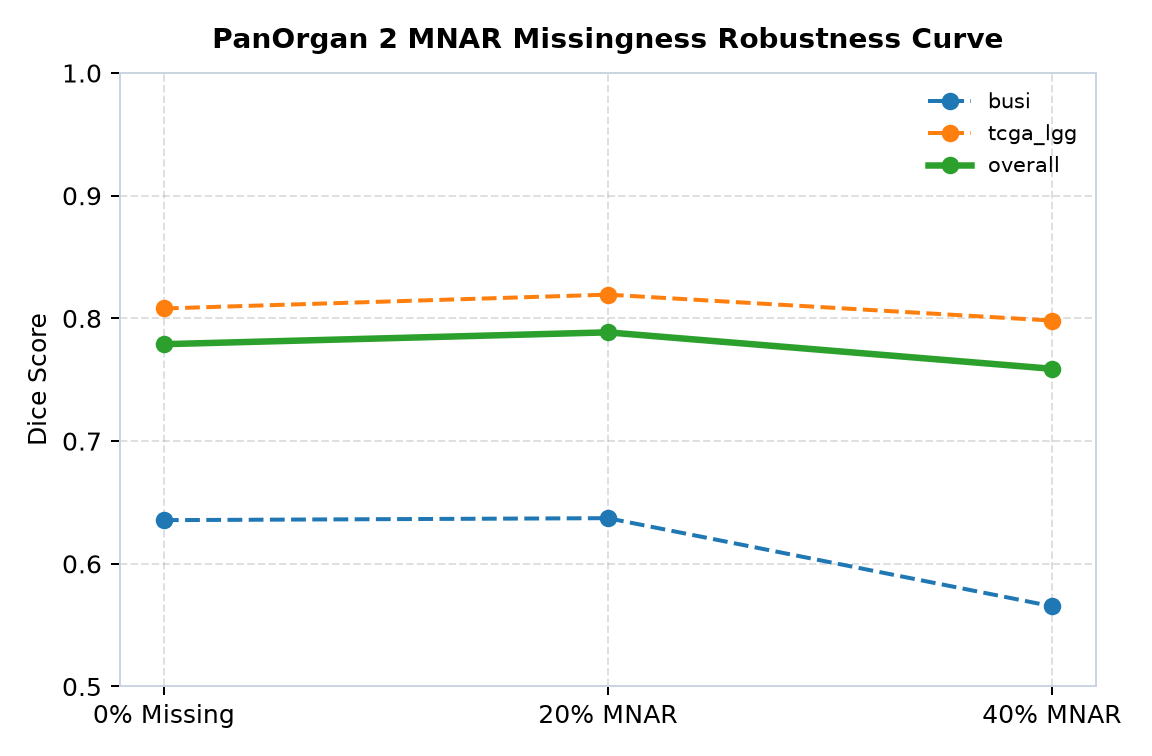 PanOrgan 2 MNAR Missingness Robustness Curve
1.0
0.9
0.8
0.7
0.6
0.5
Dice Score
busi
tcga_lgg
overall
0% Missing
20% MNAR
40% MNAR